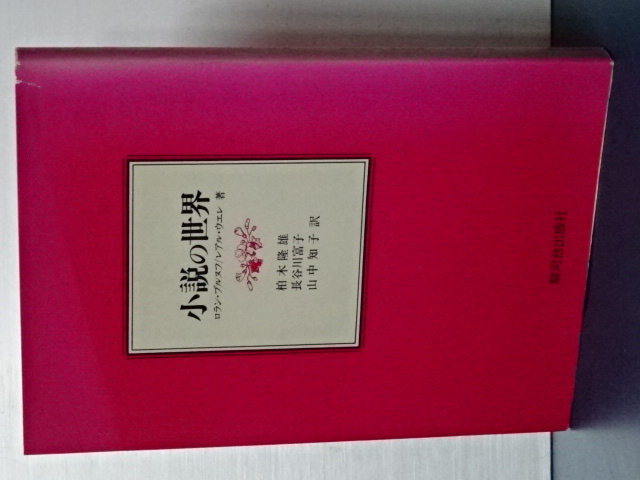 小説の世界
ロラン・ブルヌフ/レアル・ウエレ 著
柏木隆雄
長谷川富子
山中知子 訳
駿河台出版社